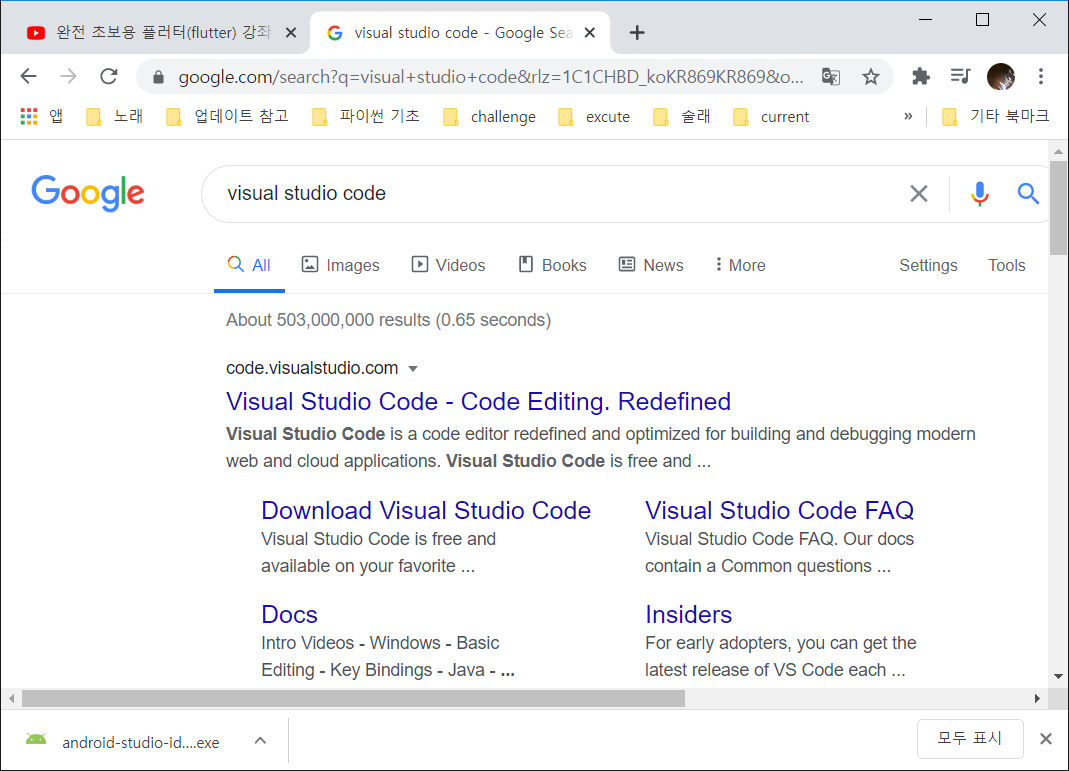 완전 초보용 플러터(flutter) 강좌
visual studio code - Google Sea
google.com/search?q=visual+studio+code&rlz=1C1CHBD_koKR869KR869&o...
앱 노래 업데이트 참고 파이썬 기초 challenge excute 술래 current » 기타 북마크
Google visual studio code
All Images Videos Books News More Settings Tools
About 503,000,000 results (0.65 seconds)
code.visualstudio.com
Visual Studio Code - Code Editing. Redefined
Visual Studio Code is a code editor redefined and optimized for building and debugging modern
web and cloud applications. Visual Studio Code is free and ...
Download Visual Studio Code
Visual Studio Code is free and
available on your favorite ...
Visual Studio Code FAQ
Visual Studio Code FAQ. Our docs
contain a Common questions ...
Docs
Intro Videos - Windows - Basic
Editing - Key Bindings - Java - ...
Insiders
For early adopters, you can get the
latest release of VS Code each ...
android-studio-id....exe
모두 표시